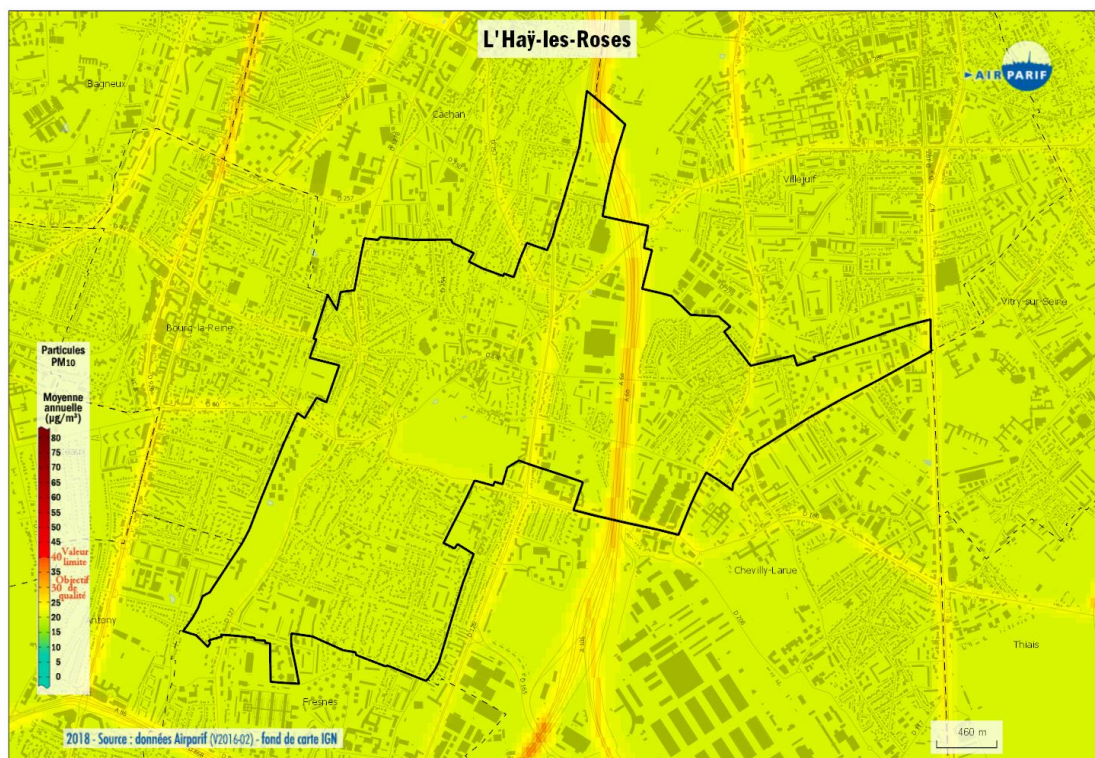 L'Haÿ-les-Roses
AIRPARIF
Bagneux
Cachan
Villejuif
D 257
Vitry-sur-Seine
Bourg-la-Reine
Particules
PM10
Moyenne
annuelle
(µg/m³)
80
75
70
65
60
55
50
45
40 Valeur
limite
35
Objectif
30 de
qualité
25
20
15
10
5
0
Chevilly-Larue
Antony
Thiais
Fresnes
2018 - Source : données Airparif (V2016-02) - fond de carte IGN
460 m